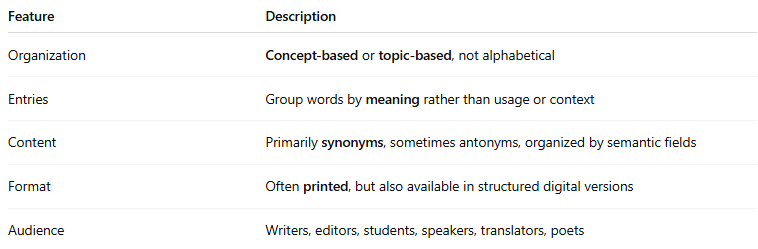 Feature Description
Organization Concept-based or topic-based, not alphabetical
Entries Group words by meaning rather than usage or context
Content Primarily synonyms, sometimes antonyms, organized by semantic fields
Format Often printed, but also available in structured digital versions
Audience Writers, editors, students, speakers, translators, poets